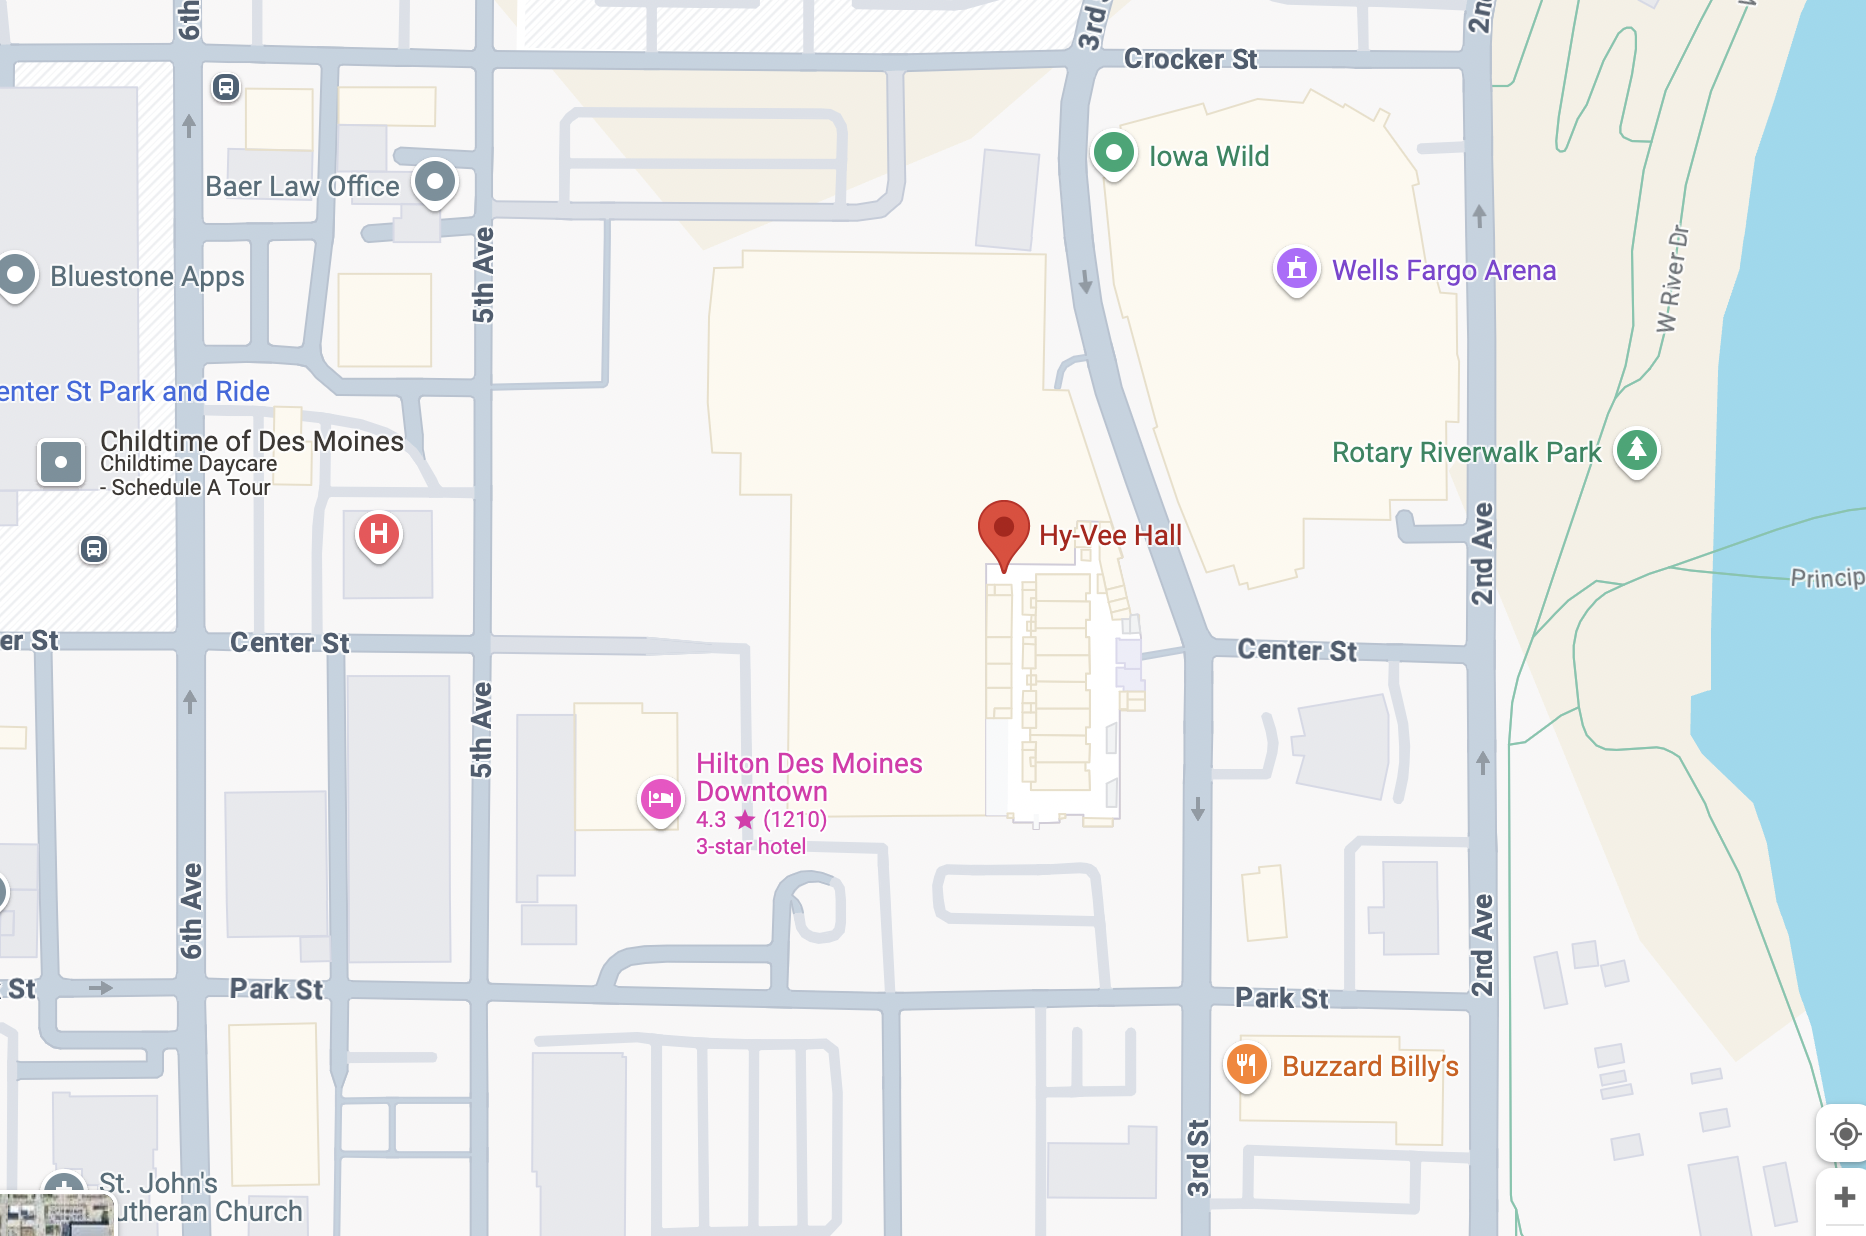 6th
3rd
2nd
Crocker St
Iowa Wild
Baer Law Office
5th Ave
Wells Fargo Arena
W River Dr
Bluestone Apps
enter St Park and Ride
Childtime of Des Moines
Childtime Daycare
- Schedule A Tour
Rotary Riverwalk Park
H
Hy-Vee Hall
2nd Ave
Princip
er St
Center St
Center St
5th Ave
Hilton Des Moines
Downtown
4.3 ★ (1210)
3-star hotel
6th Ave
2nd Ave
St
Park St
Park St
Buzzard Billy's
3rd St
St. John's
utheran Church